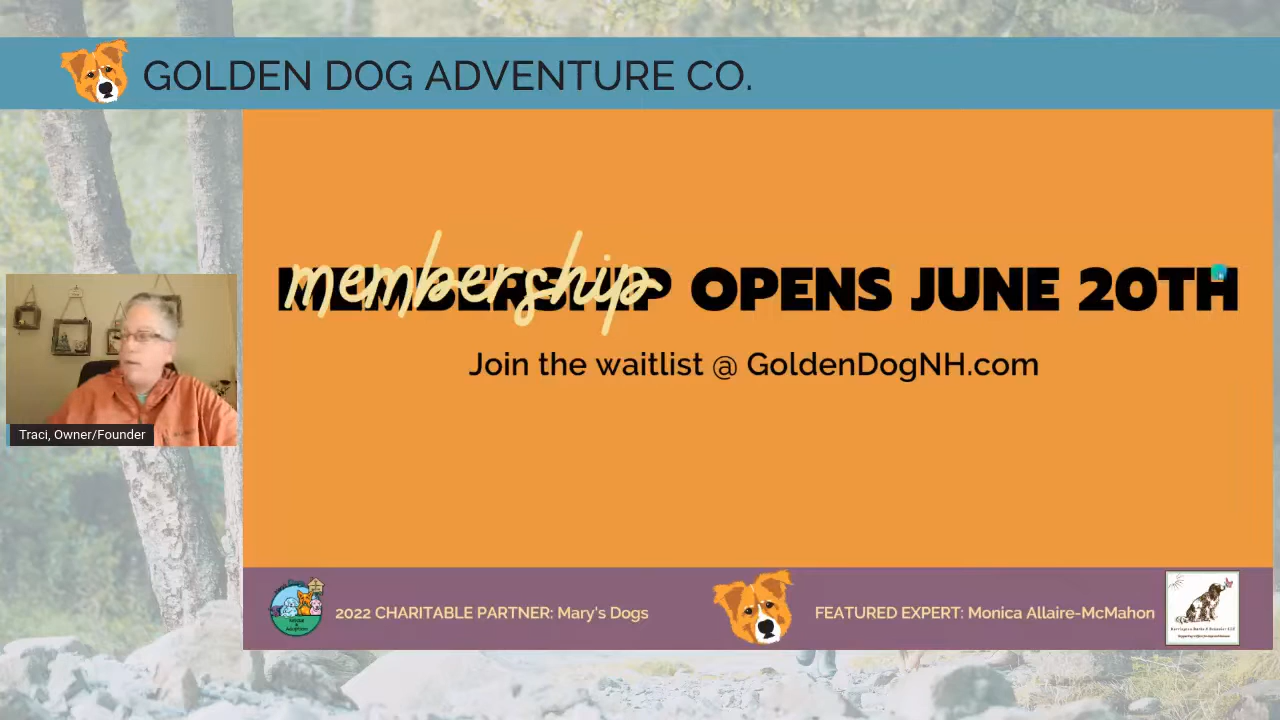 GOLDEN DOG ADVENTURE CO.
membership
MEMBERSHIP OPENS JUNE 20TH
Join the waitlist @ GoldenDogNH.com
Traci, Owner/Founder
2022 CHARITABLE PARTNER: Mary's Dogs
FEATURED EXPERT: Monica Allaire-McMahon